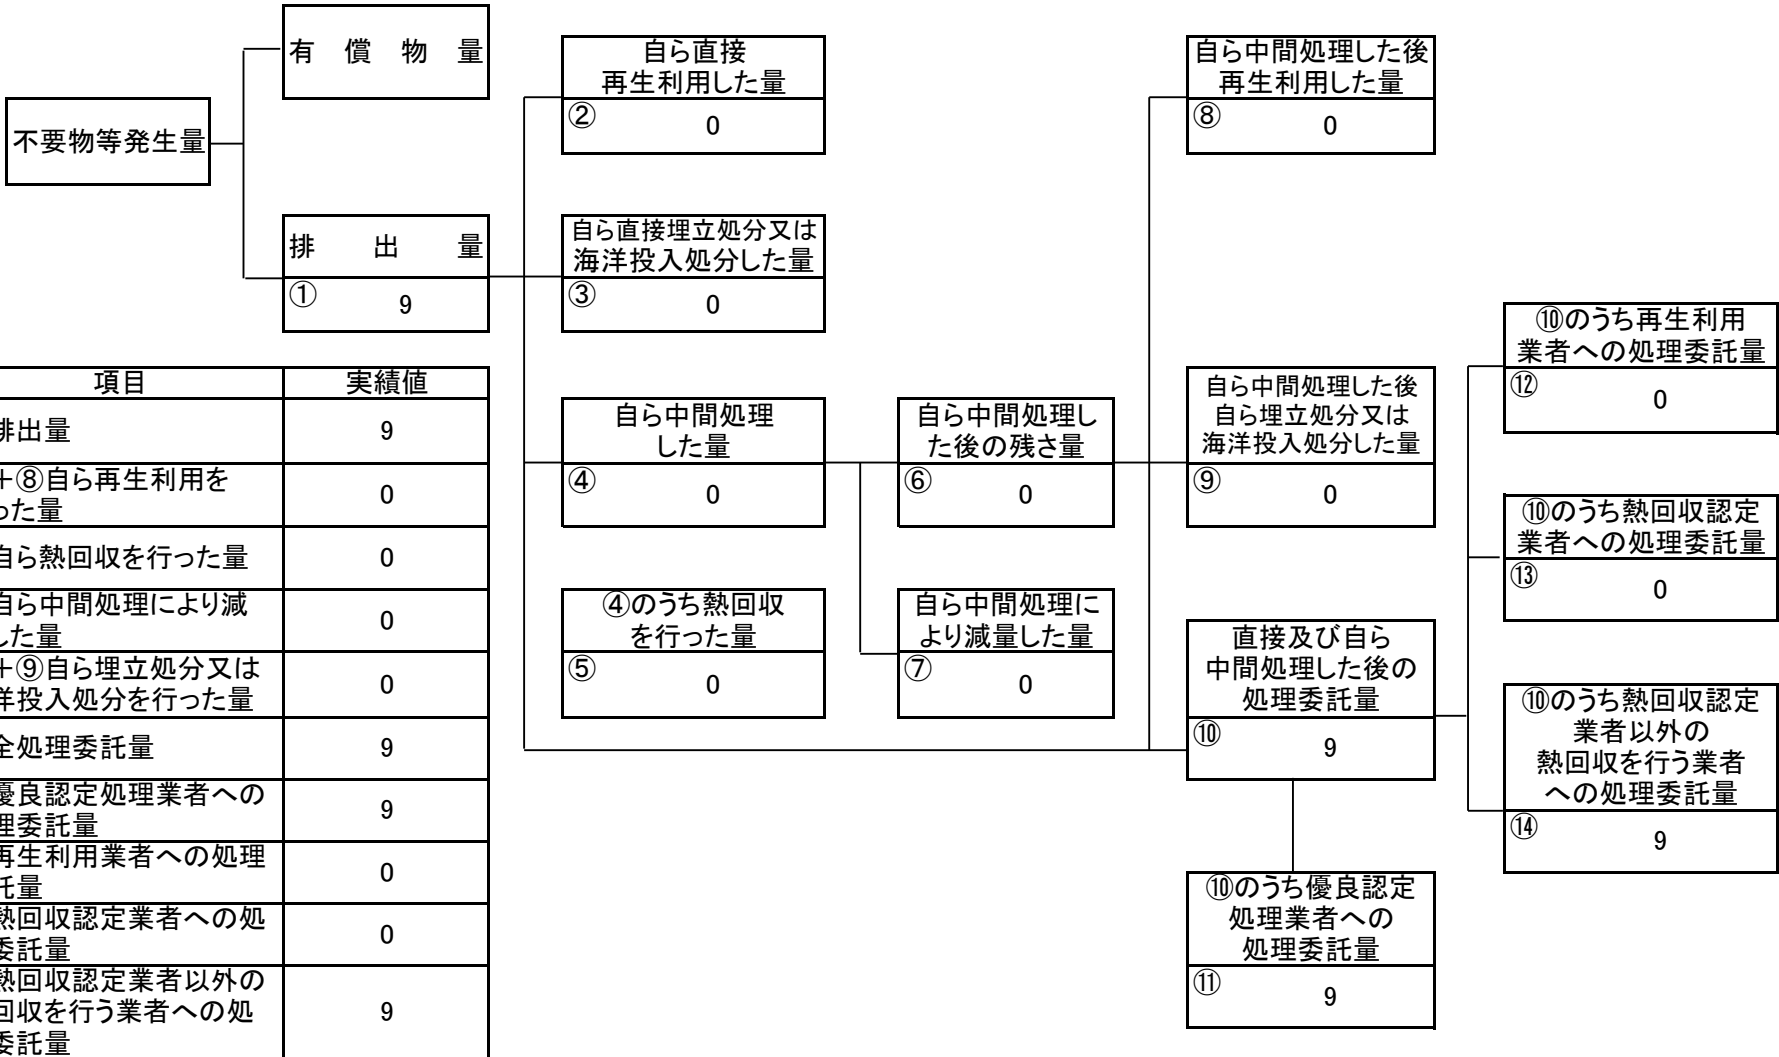 不要物等発生量
有償物量
排出量
① 9
自ら直接
再生利用した量
② 0
自ら直接埋立処分又は
海洋投入処分した量
③ 0
自ら中間処理
した量
④ 0
④のうち熱回収
を行った量
⑤ 0
自ら中間処理し
た後の残さ量
⑥ 0
自ら中間処理に
より減量した量
⑦ 0
自ら中間処理した後
再生利用した量
⑧ 0
自ら中間処理した後
自ら埋立処分又は
海洋投入処分した量
⑨ 0
直接及び自ら
中間処理した後の
処理委託量
⑩ 9
⑩のうち優良認定
処理業者への
処理委託量
⑪ 9
⑩のうち再生利用
業者への処理委託量
⑫ 0
⑩のうち熱回収認定
業者への処理委託量
⑬ 0
⑩のうち熱回収認定
業者以外の
熱回収を行う業者
への処理委託量
⑭ 9
項目 実績値
排出量 9
+⑧自ら再生利用を
った量 0
自ら熱回収を行った量 0
自ら中間処理により減
した量 0
+⑨自ら埋立処分又は
洋投入処分を行った量 0
全処理委託量 9
優良認定処理業者への
理委託量 9
再生利用業者への処理
託量 0
熱回収認定業者への処
委託量 0
熱回収認定業者以外の
回収を行う業者への処
委託量 9